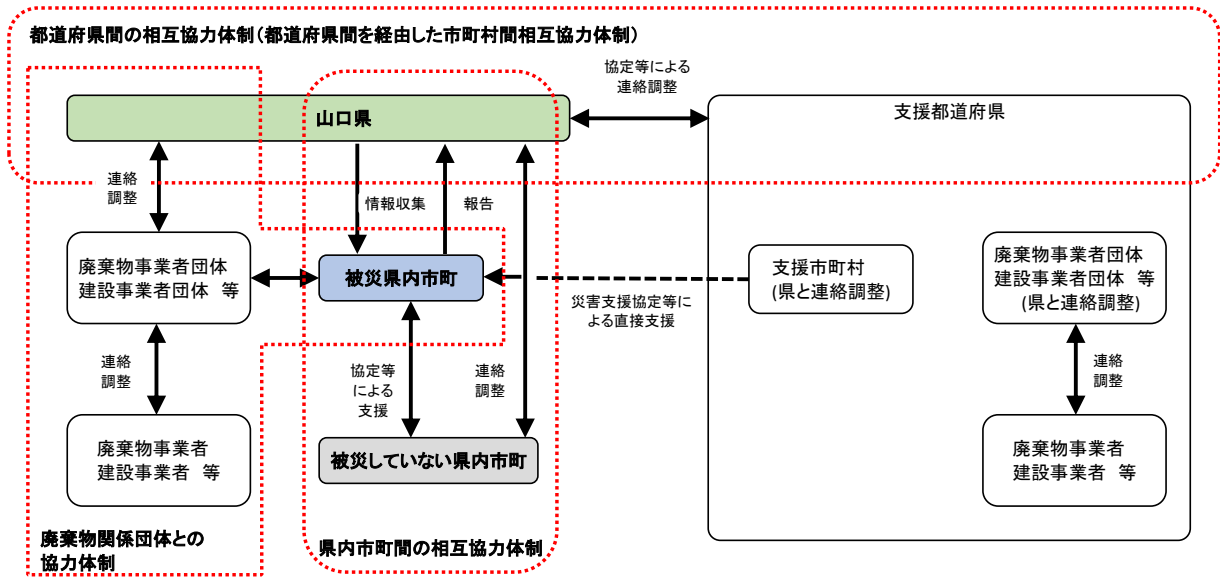 都道府県間の相互協力体制（都道府県間を経由した市町村間相互協力体制）
協定等による
連絡調整
山口県
支援都道府県
連絡
調整
情報収集
報告
廃棄物事業者団体
建設事業者団体　等
被災県内市町
支援市町村
(県と連絡調整)
廃棄物事業者団体
建設事業者団体　等
(県と連絡調整)
災害支援協定等に
よる直接支援
連絡
調整
協定等
による
支援
連絡
調整
連絡
調整
廃棄物事業者
建設事業者　等
被災していない県内市町
廃棄物事業者
建設事業者　等
廃棄物関係団体との
協力体制
県内市町間の相互協力体制